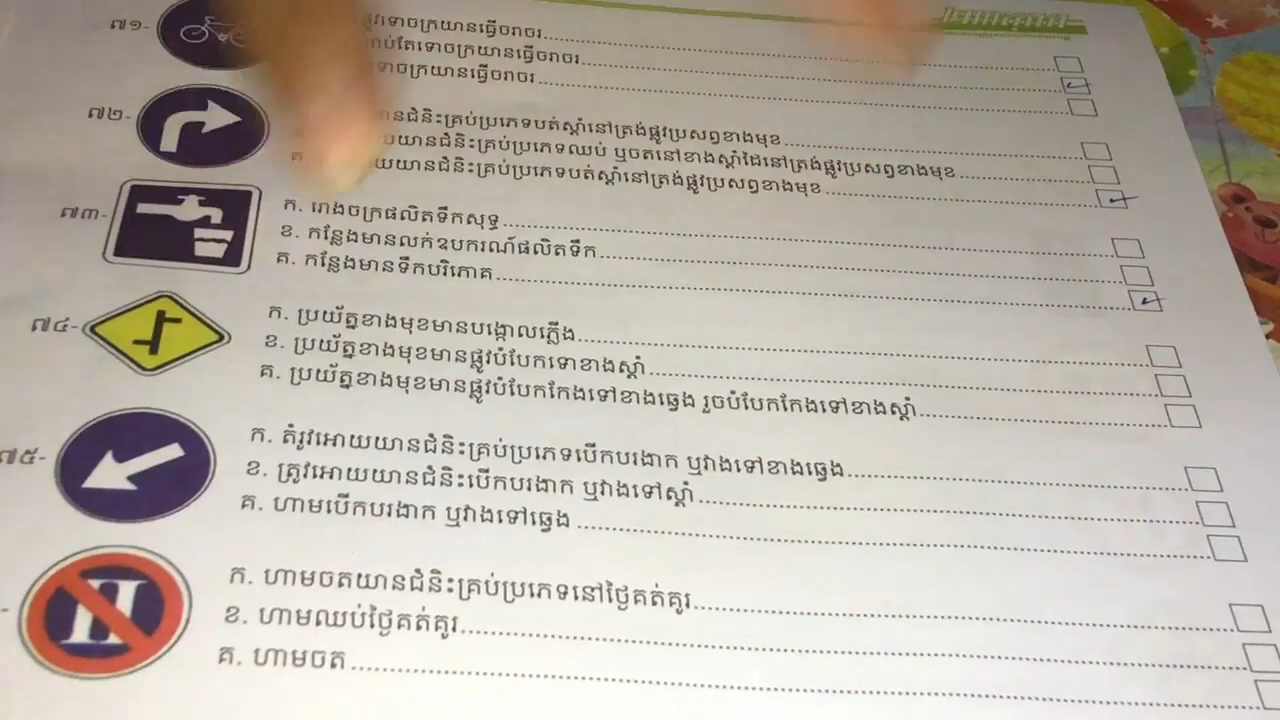 ៧១-
ផ្លូវទោចក្រយានធ្វើចរាចរ
ទោចក្រយានធ្វើចរាចរ
៧២-
យានជំនិះគ្រប់ប្រភេទបត់ស្តាំនៅត្រង់ផ្លូវប្រសព្វខាងមុខ
យានជំនិះគ្រប់ប្រភេទឈប់ ឬចតនៅខាងស្តាំដៃនៅត្រង់ផ្លូវប្រសព្វខាងមុខ
យានជំនិះគ្រប់ប្រភេទបត់ស្តាំនៅត្រង់ផ្លូវប្រសព្វខាងមុខ
៧៣-
ក. រោងចក្រផលិតទឹកសុទ្ធ
ខ. កន្លែងមានលក់ឧបករណ៍ផលិតទឹក
គ. កន្លែងមានទឹកបរិភោគ
៧៤-
ក. ប្រយ័ត្នខាងមុខមានបង្គោលភ្លើង
ខ. ប្រយ័ត្នខាងមុខមានផ្លូវបំបែកទោខាងស្តាំ
គ. ប្រយ័ត្នខាងមុខមានផ្លូវបំបែកកែងទៅខាងឆ្វេង រួចបំបែកកែងទៅខាងស្តាំ
៧៥-
ក. តំរូវអោយយានជំនិះគ្រប់ប្រភេទបើកបរងាក ឬវាងទៅខាងឆ្វេង
ខ. ត្រូវអោយយានជំនិះបើកបរងាក ឬវាងទៅស្តាំ
គ. ហាមបើកបរងាក ឬវាងទៅឆ្វេង
ក. ហាមចតយានជំនិះគ្រប់ប្រភេទនៅថ្ងៃគត់គូរ
ខ. ហាមឈប់ថ្ងៃគត់គូរ
គ. ហាមចត